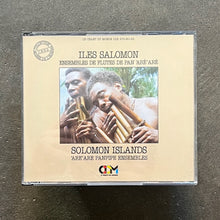 ILES SALOMON
ENSEMBLES DE FLUTES DE PAN 'ARE'ARE
SOLOMON ISLANDS
'ARE'ARE PANPIPE ENSEMBLES